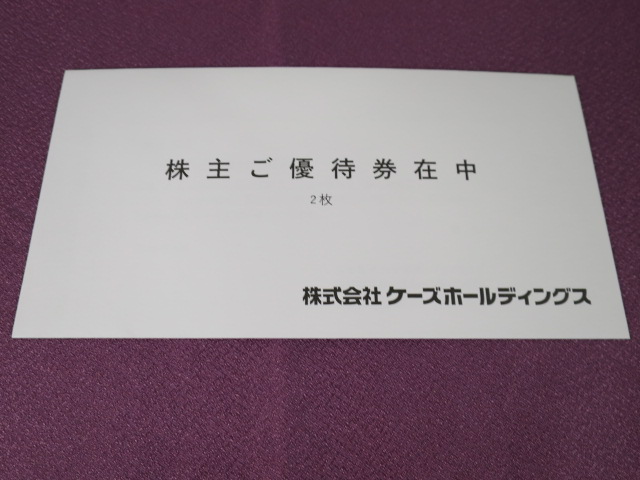 株主ご優待券在中
2枚
株式会社 ケーズホールディングス